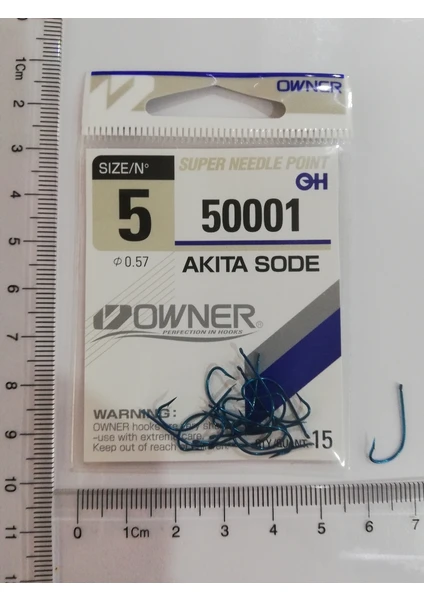 OWNER
SUPER NEEDLE POINT
SIZE/N°
5
50001
φ 0.57
AKITA SODE
OWNER®
PERFECTION IN HOOKS
WARNING:
OWNER hooks are
-use with extreme care.
Keep out of reach
15
0
1Cm
2
3
4
5
6
7
8
9
10
11
0 1Cm 2 3 4 5 6 7